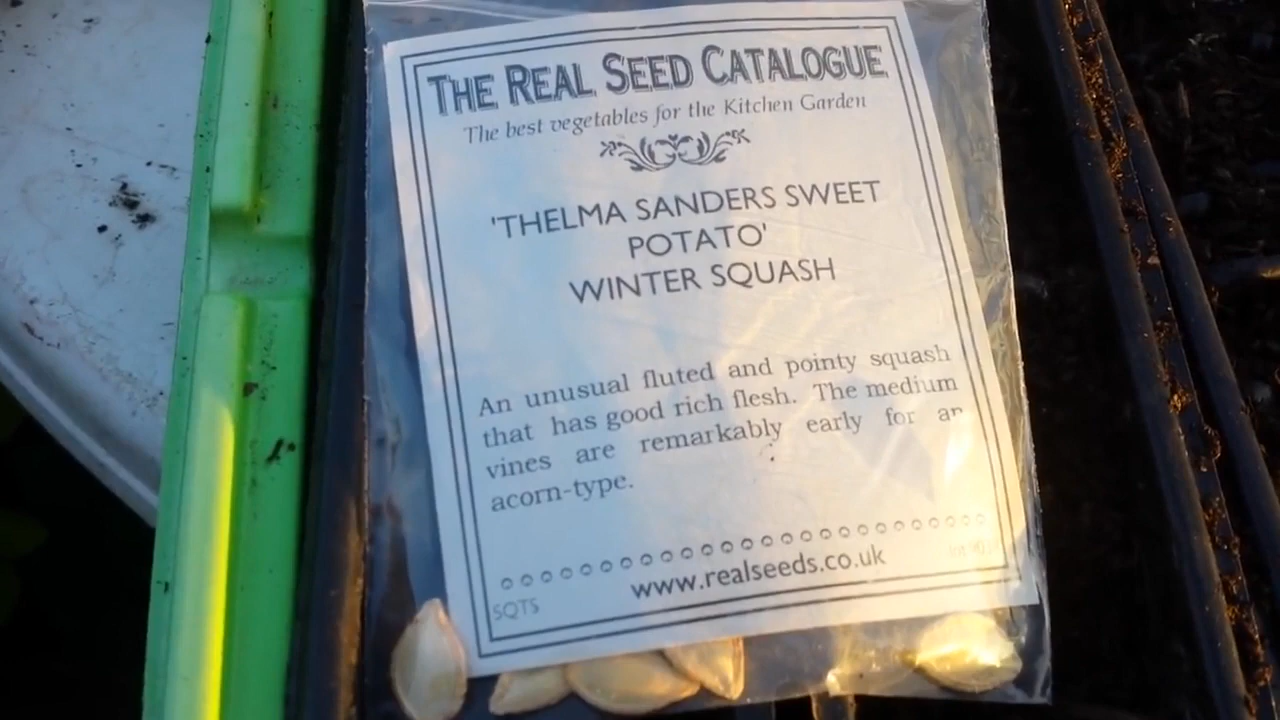 THE REAL SEED CATALOGUE
The best vegetables for the Kitchen Garden
'THELMA SANDERS SWEET
POTATO'
WINTER SQUASH
An unusual fluted and pointy squash
that has good rich flesh. The medium
vines are remarkably early for an
acorn-type.
www.realseeds.co.uk
SQTS